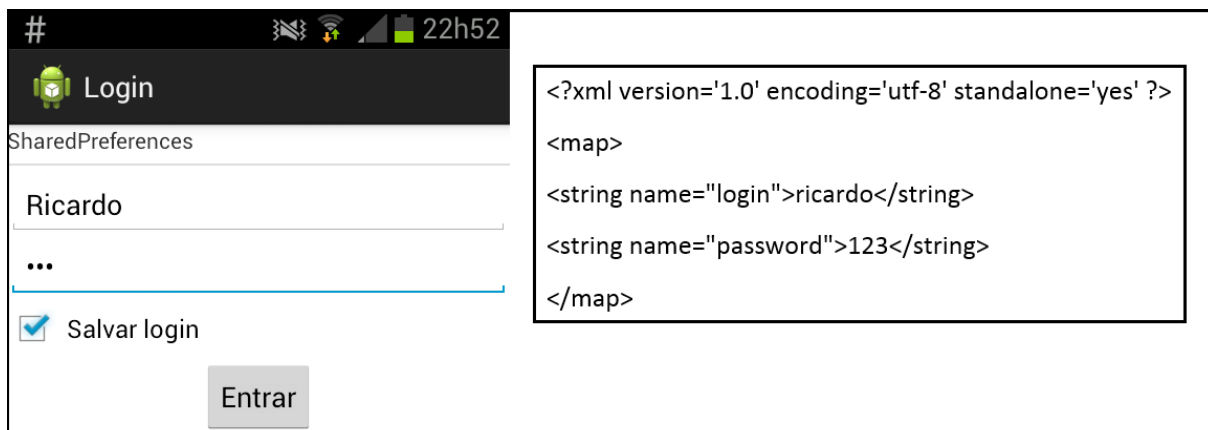 # 22h52
Login
SharedPreferences
Ricardo
•••
Salvar login
Entrar
<?xml version='1.0' encoding='utf-8' standalone='yes' ?>
<map>
<string name="login">ricardo</string>
<string name="password">123</string>
</map>